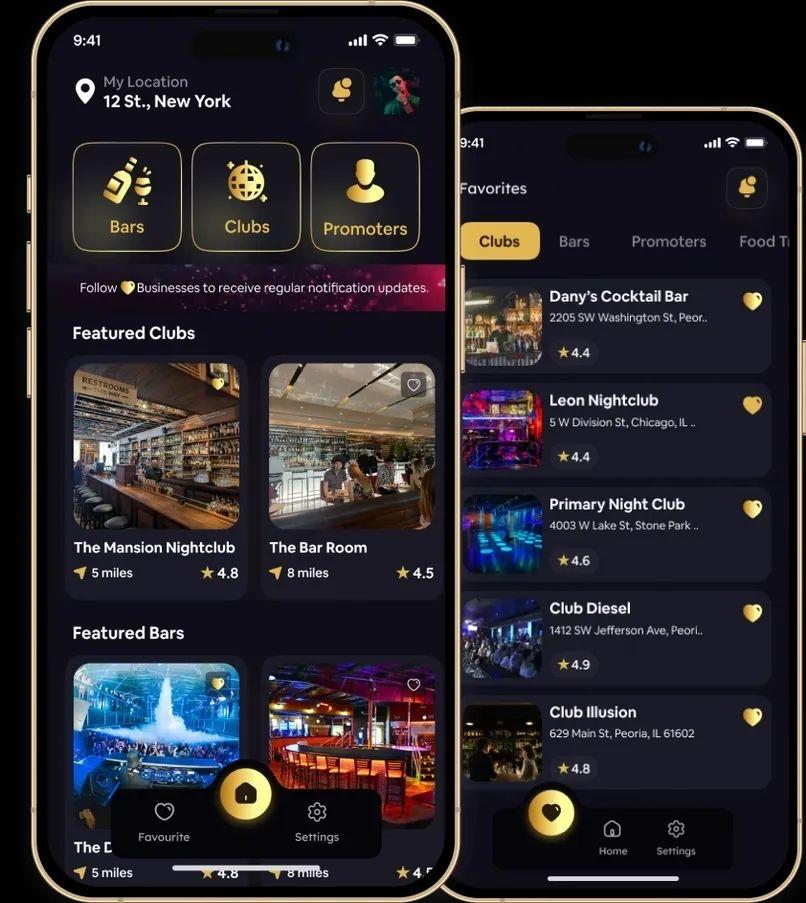 9:41
My Location
12 St., New York
Bars
Clubs
Promoters
Follow Businesses to receive regular notification updates.
Featured Clubs
RESTROOMS
THIS WAY
The Mansion Nightclub
5 miles
4.8
The Bar Room
8 miles
4.5
Featured Bars
The D
5 miles
4.8
8 miles
4.5
Favourite
Settings
9:41
Favorites
Clubs
Bars
Promoters
Food Tr
Dany's Cocktail Bar
2205 SW Washington St, Peor..
4.4
Leon Nightclub
5 W Division St, Chicago, IL ..
4.4
Primary Night Club
4003 W Lake St, Stone Park ..
4.6
Club Diesel
1412 SW Jefferson Ave, Peori..
4.9
Club Illusion
629 Main St, Peoria, IL 61602
4.8
Home
Settings